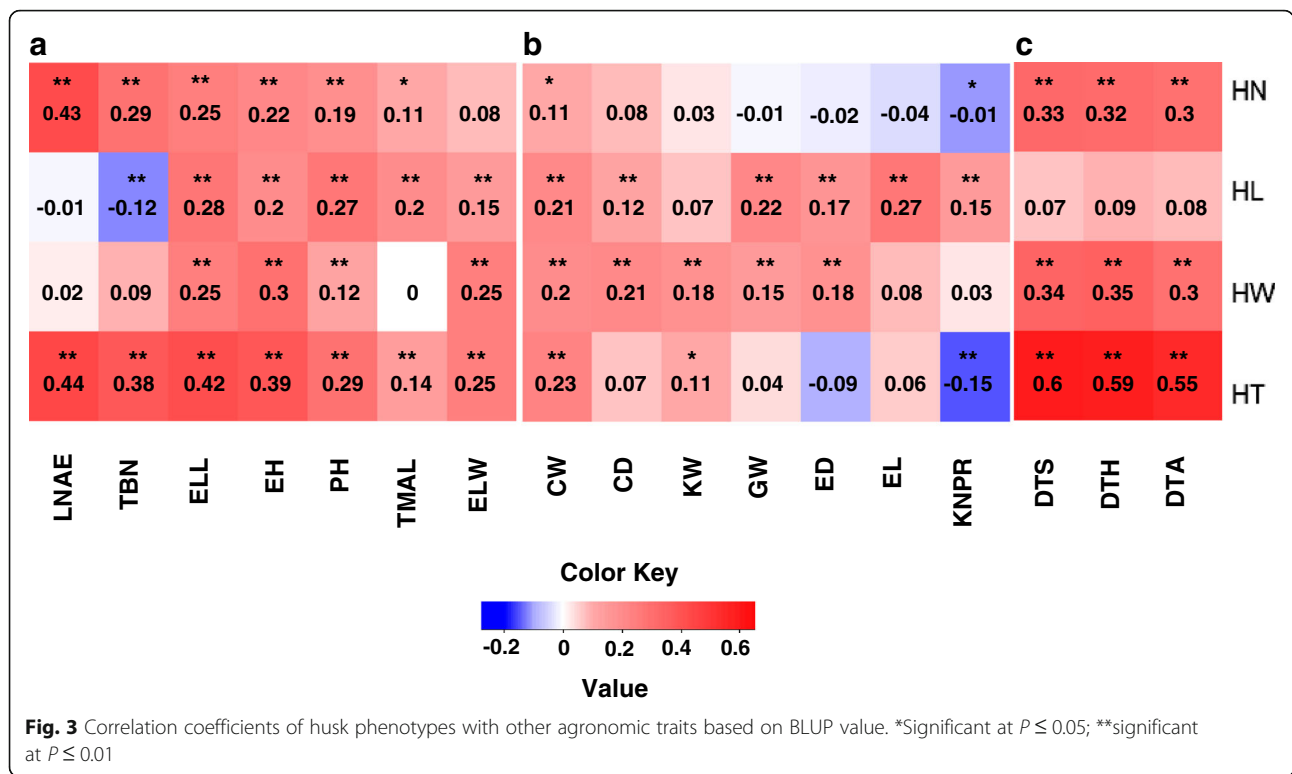 a b c
** ** ** ** ** * * * ** ** **
0.43 0.29 0.25 0.22 0.19 0.11 0.08 0.11 0.08 0.03 -0.01 -0.02 -0.04 -0.01 0.33 0.32 0.3 HN
** ** ** ** ** ** ** ** ** ** ** **
-0.01 -0.12 0.28 0.2 0.27 0.2 0.15 0.21 0.12 0.07 0.22 0.17 0.27 0.15 0.07 0.09 0.08 HL
** ** ** ** ** ** ** ** ** ** ** **
0.02 0.09 0.25 0.3 0.12 0 0.25 0.2 0.21 0.18 0.15 0.18 0.08 0.03 0.34 0.35 0.3 HW
** ** ** ** ** ** ** ** * ** ** ** **
0.44 0.38 0.42 0.39 0.29 0.14 0.25 0.23 0.07 0.11 0.04 -0.09 0.06 -0.15 0.6 0.59 0.55 HT
LNAE TBN ELL EH PH TMAL ELW CW CD KW GW ED EL KNPR DTS DTH DTA
Color Key
-0.2 0 0.2 0.4 0.6
Value
Fig. 3 Correlation coefficients of husk phenotypes with other agronomic traits based on BLUP value. *Significant at P ≤ 0.05; **significant
at P ≤ 0.01